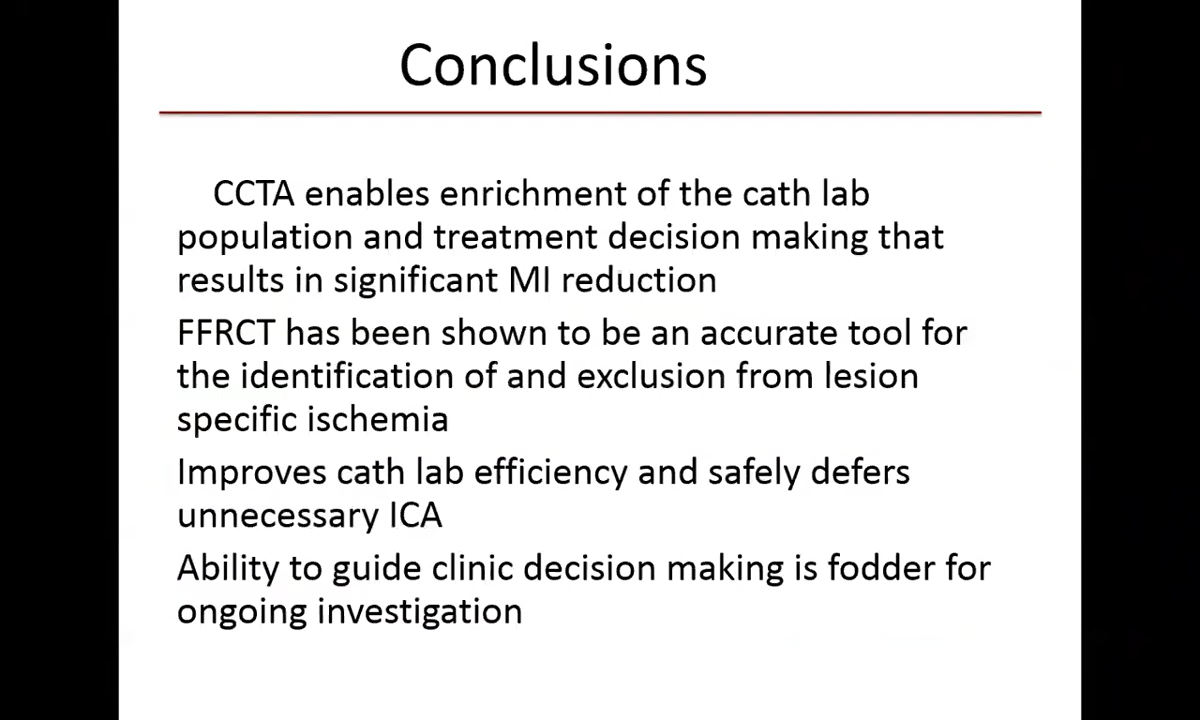 Conclusions
CCTA enables enrichment of the cath lab
population and treatment decision making that
results in significant MI reduction
FFRCT has been shown to be an accurate tool for
the identification of and exclusion from lesion
specific ischemia
Improves cath lab efficiency and safely defers
unnecessary ICA
Ability to guide clinic decision making is fodder for
ongoing investigation